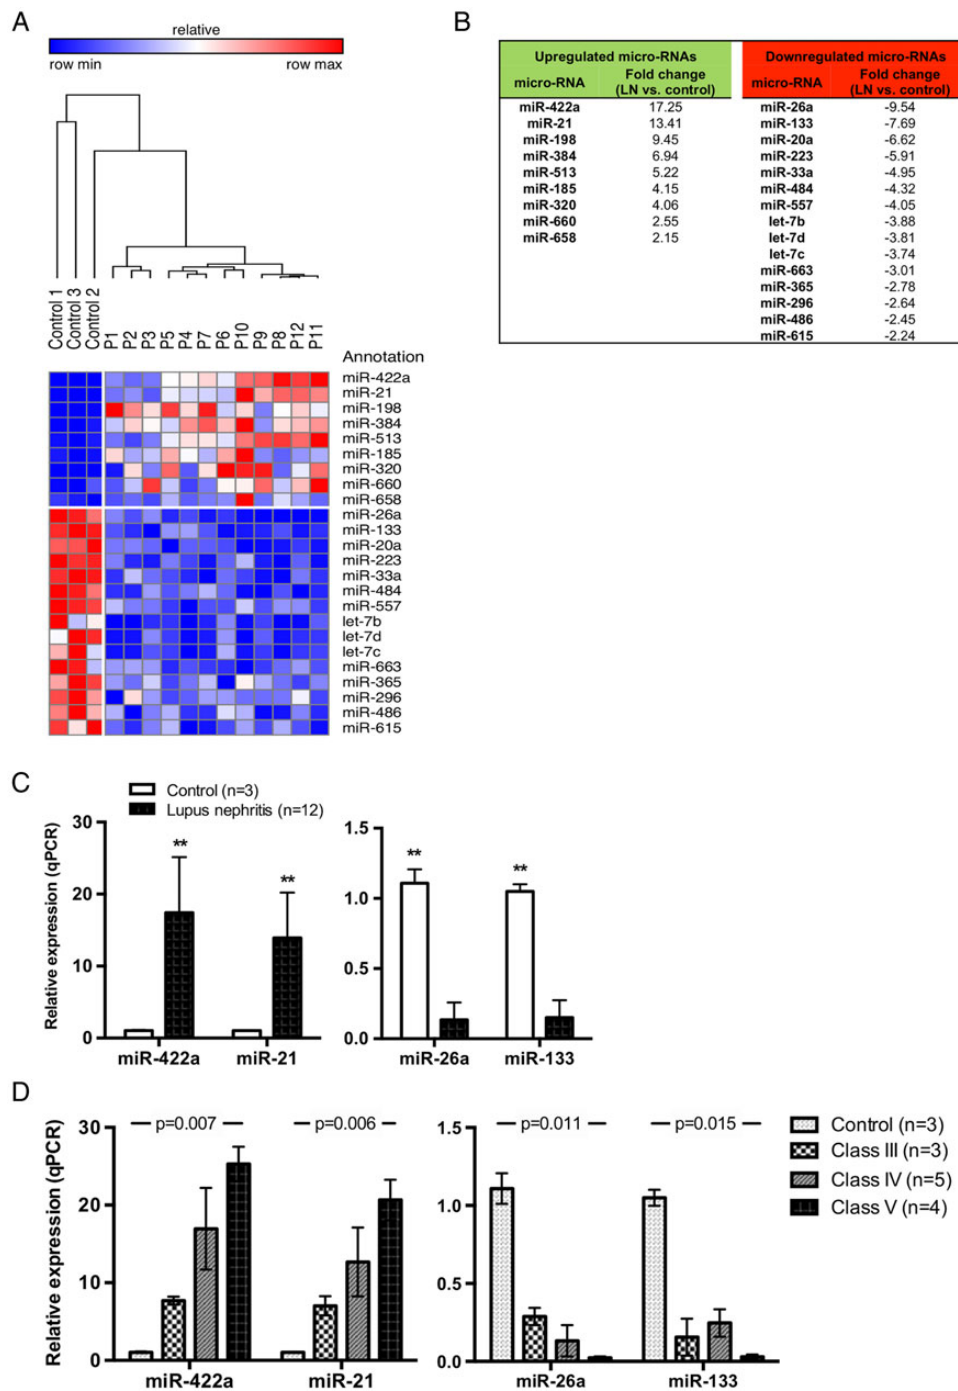 A
relative
row min row max
Control 1
Control 3
Control 2
P1
P2
P3
P5
P4
P7
P6
P10
P9
P8
P12
P11
Annotation
miR-422a
miR-21
miR-198
miR-384
miR-513
miR-185
miR-320
miR-660
miR-658
miR-26a
miR-133
miR-20a
miR-223
miR-33a
miR-484
miR-557
let-7b
let-7d
let-7c
miR-663
miR-365
miR-296
miR-486
miR-615
B
Upregulated micro-RNAs Downregulated micro-RNAs
micro-RNA Fold change (LN vs. control) micro-RNA Fold change (LN vs. control)
miR-422a 17.25 miR-26a -9.54
miR-21 13.41 miR-133 -7.69
miR-198 9.45 miR-20a -6.62
miR-384 6.94 miR-223 -5.91
miR-513 5.22 miR-33a -4.95
miR-185 4.15 miR-484 -4.32
miR-320 4.06 miR-557 -4.05
miR-660 2.55 let-7b -3.88
miR-658 2.15 let-7d -3.81
let-7c -3.74
miR-663 -3.01
miR-365 -2.78
miR-296 -2.64
miR-486 -2.45
miR-615 -2.24
C
Control (n=3)
Lupus nephritis (n=12)
Relative expression (qPCR)
30
20
10
0
** **
miR-422a miR-21
1.5
1.0
0.5
0.0
** **
miR-26a miR-133
D
Relative expression (qPCR)
30
20
10
0
p=0.007 p=0.006
miR-422a miR-21
1.5
1.0
0.5
0.0
p=0.011 p=0.015
miR-26a miR-133
Control (n=3)
Class III (n=3)
Class IV (n=5)
Class V (n=4)